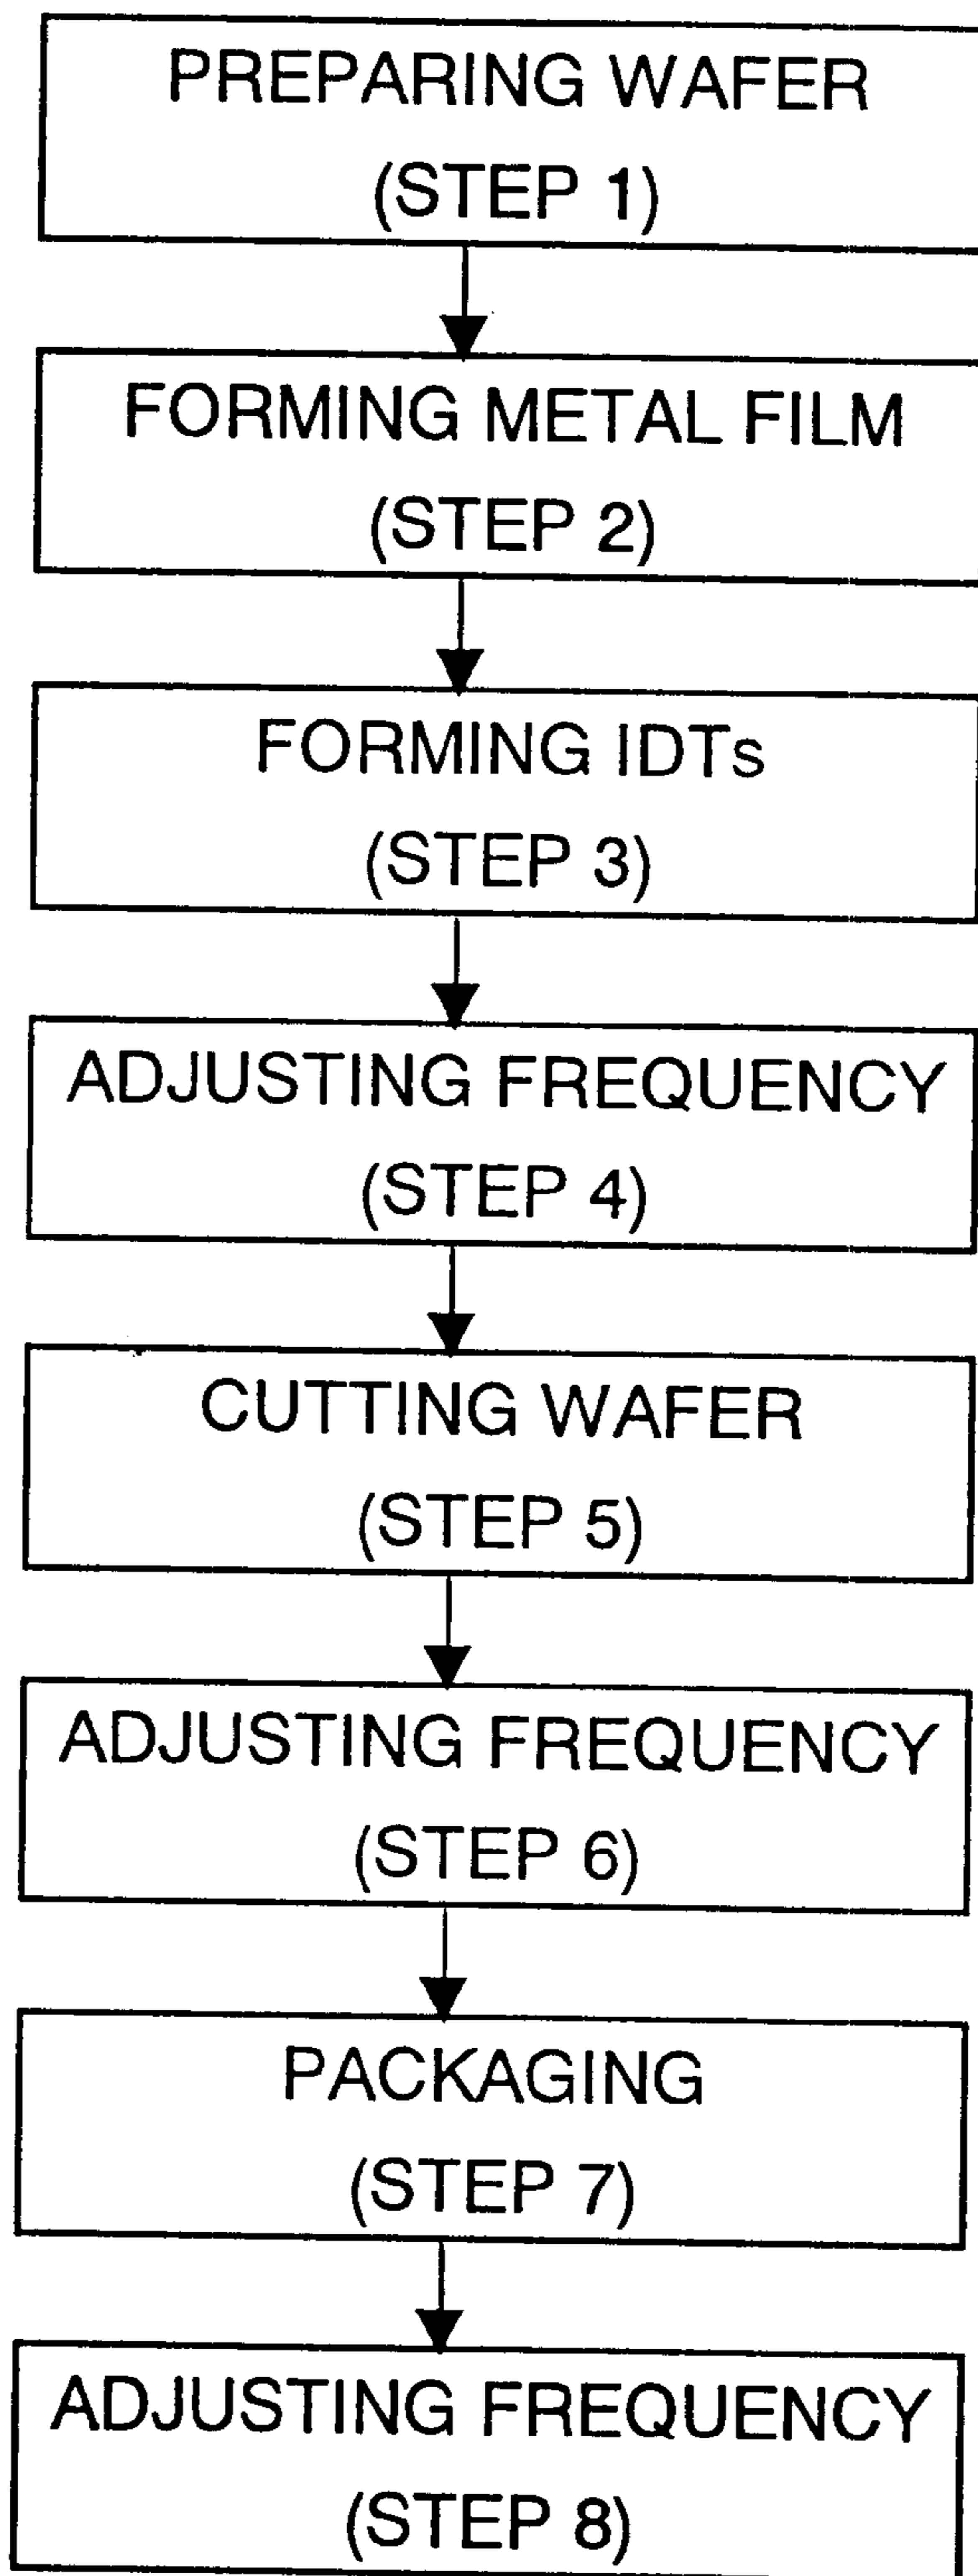 PREPARING WAFER
(STEP 1)
FORMING METAL FILM
(STEP 2)
FORMING IDTs
(STEP 3)
ADJUSTING FREQUENCY
(STEP 4)
CUTTING WAFER
(STEP 5)
ADJUSTING FREQUENCY
(STEP 6)
PACKAGING
(STEP 7)
ADJUSTING FREQUENCY
(STEP 8)